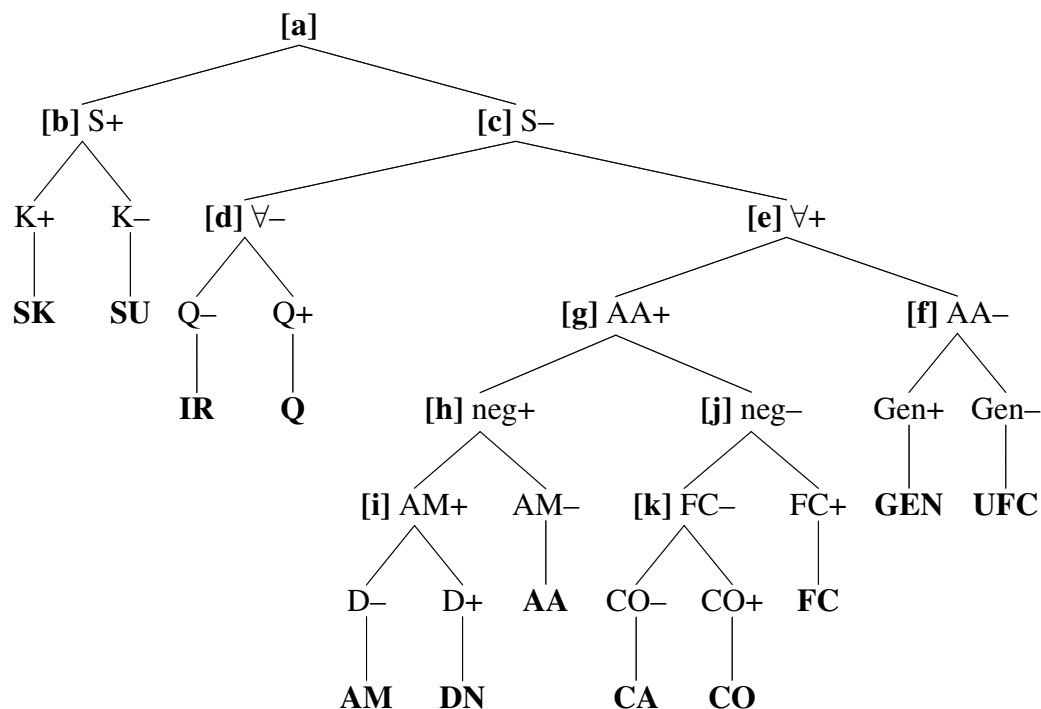 [a]
[b] S+ [c] S–
K+ K– [d] ∀– [e] ∀+
SK SU Q– Q+ [g] AA+ [f] AA–
IR Q [h] neg+ [j] neg– Gen+ Gen–
[i] AM+ AM– [k] FC– FC+ GEN UFC
D– D+ AA CO– CO+ FC
AM DN CA CO